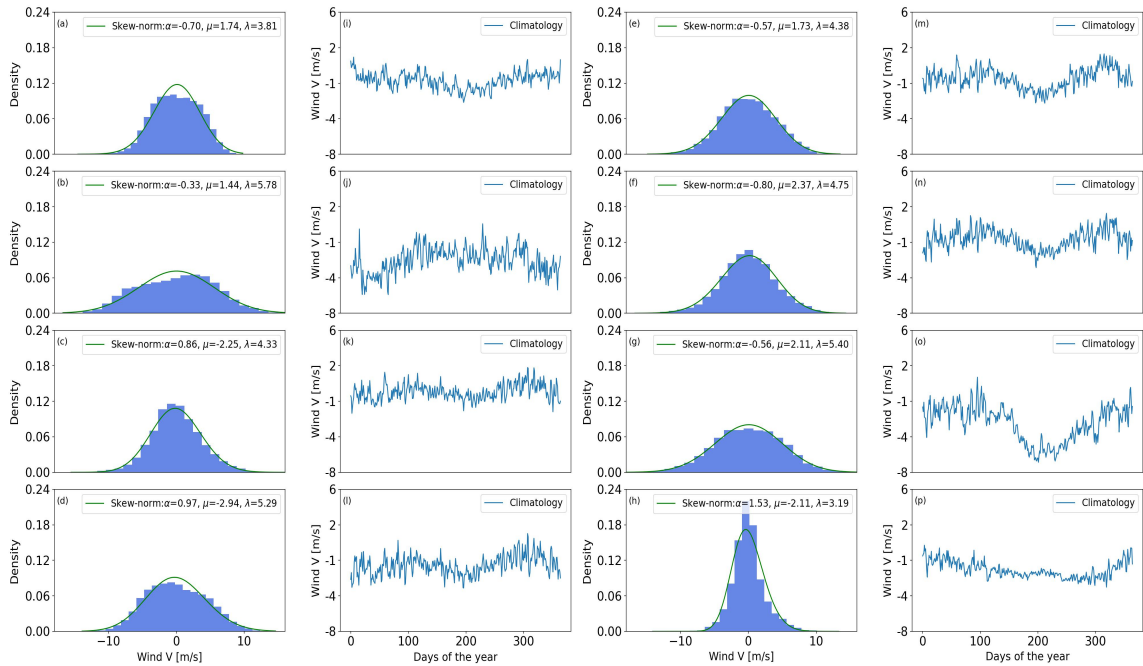 (a) Skew-norm:α=-0.70, μ=1.74, λ=3.81
0.24
0.18
0.12
0.06
0.00
Density
(i) Climatology
6
2
-1
-4
-8
Wind V [m/s]
(e) Skew-norm:α=-0.57, μ=1.73, λ=4.38
0.24
0.18
0.12
0.06
0.00
Density
(m) Climatology
6
2
-1
-4
-8
Wind V [m/s]
(b) Skew-norm:α=-0.33, μ=1.44, λ=5.78
0.24
0.18
0.12
0.06
0.00
Density
(j) Climatology
6
2
-1
-4
-8
Wind V [m/s]
(f) Skew-norm:α=-0.80, μ=2.37, λ=4.75
0.24
0.18
0.12
0.06
0.00
Density
(n) Climatology
6
2
-1
-4
-8
Wind V [m/s]
(c) Skew-norm:α=0.86, μ=-2.25, λ=4.33
0.24
0.18
0.12
0.06
0.00
Density
(k) Climatology
6
2
-1
-4
-8
Wind V [m/s]
(g) Skew-norm:α=-0.56, μ=2.11, λ=5.40
0.24
0.18
0.12
0.06
0.00
Density
(o) Climatology
6
2
-1
-4
-8
Wind V [m/s]
(d) Skew-norm:α=0.97, μ=-2.94, λ=5.29
0.24
0.18
0.12
0.06
0.00
Density
−10 0 10
Wind V [m/s]
(l) Climatology
6
2
-1
-4
-8
Wind V [m/s]
0 100 200 300
Days of the year
(h) Skew-norm:α=1.53, μ=-2.11, λ=3.19
0.24
0.18
0.12
0.06
0.00
Density
−10 0 10
Wind V [m/s]
(p) Climatology
6
2
-1
-4
-8
Wind V [m/s]
0 100 200 300
Days of the year